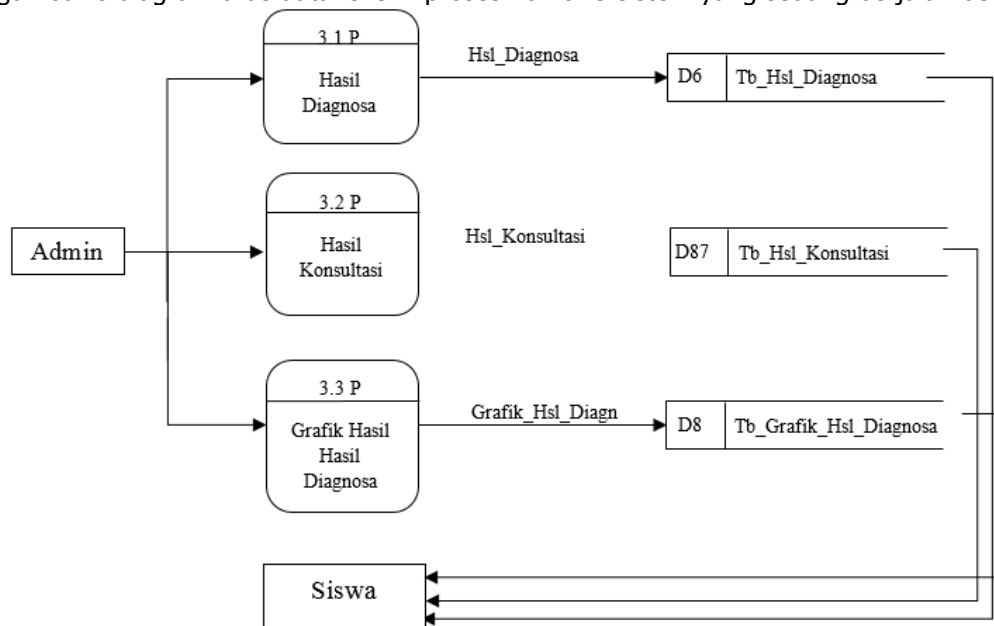 3.1 P
Hasil
Diagnosa
Hsl_Diagnosa
D6
Tb_Hsl_Diagnosa
Admin
3.2 P
Hasil
Konsultasi
Hsl_Konsultasi
D87
Tb_Hsl_Konsultasi
3.3 P
Grafik Hasil
Hasil
Diagnosa
Grafik_Hsl_Diagn
D8
Tb_Grafik_Hsl_Diagnosa
Siswa